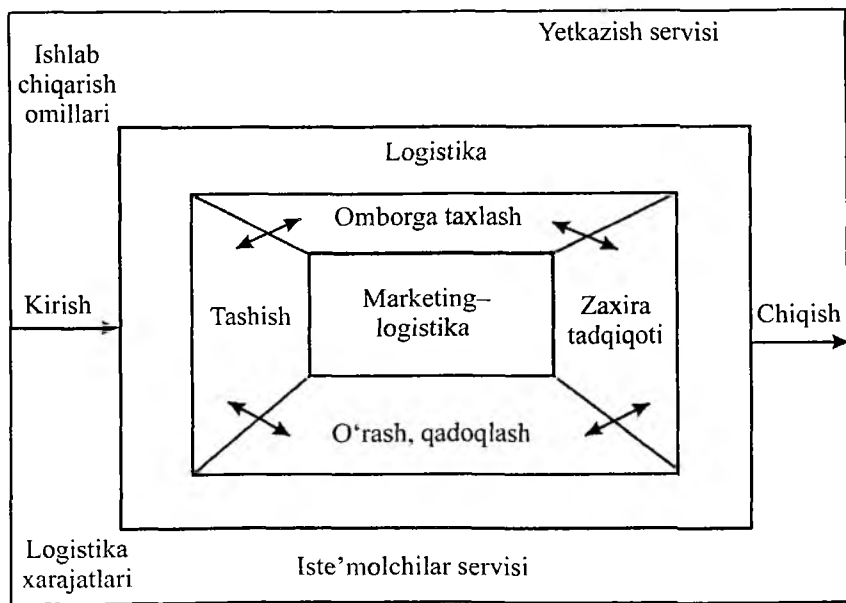 Yetkazish servisi
Ishlab
chiqarish
omillari
Logistika
Omborga taxlash
Kirish
Tashish
Marketing–
logistika
Zaxira
tadqiqoti
Chiqish
O‘rash, qadoqlash
Logistika
xarajatlari
Iste’molchilar servisi